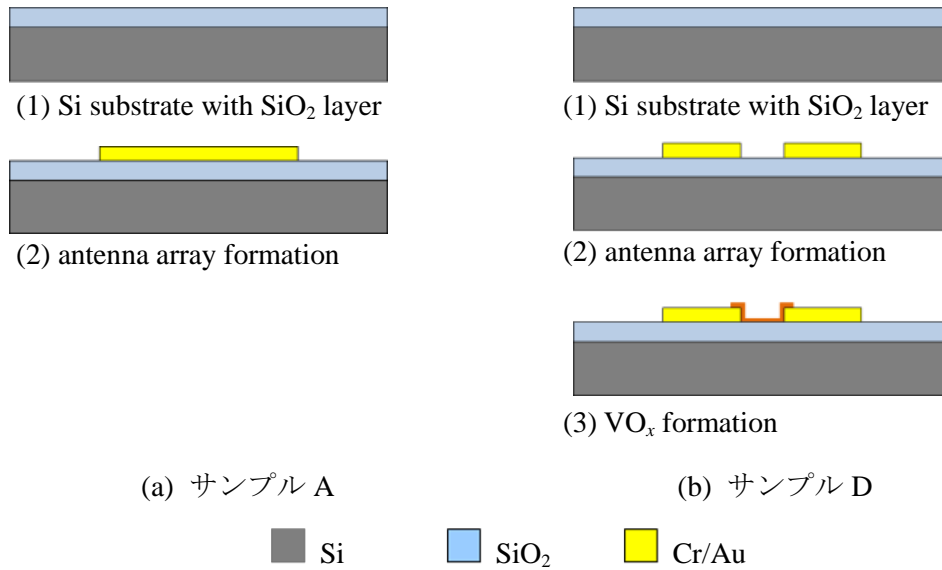 (1) Si substrate with SiO₂ layer
(2) antenna array formation
(a) サンプル A
(1) Si substrate with SiO₂ layer
(2) antenna array formation
(3) VOₓ formation
(b) サンプル D
Si
SiO₂
Cr/Au